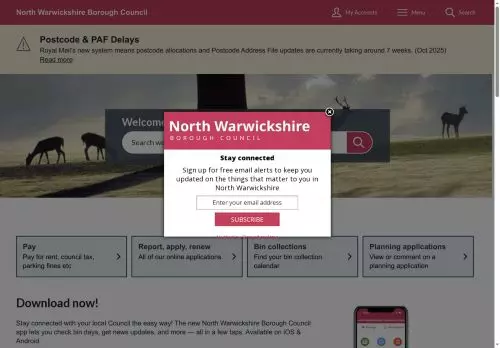 North Warwickshire Borough Council
My Accounts
Menu
Search
Postcode & PAF Delays
Royal Mail's new system means postcode allocations and Postcode Address File updates are currently taking around 7 weeks. (Oct 2025)
Read more
Welcome
Search we
North Warwickshire
BOROUGH COUNCIL
Stay connected
Sign up for free email alerts to keep you
updated on the things that matter to you in
North Warwickshire
Enter your email address
SUBSCRIBE
Pay
Pay for rent, council tax,
parking fines etc
Report, apply, renew
All of our online applications
Bin collections
Find your bin collection
calendar
Planning applications
View or comment on a
planning application
Download now!
Stay connected with your local Council the easy way! The new North Warwickshire Borough Council
app lets you check bin days, get news updates, and more — all in a few taps. Available on iOS &
Android